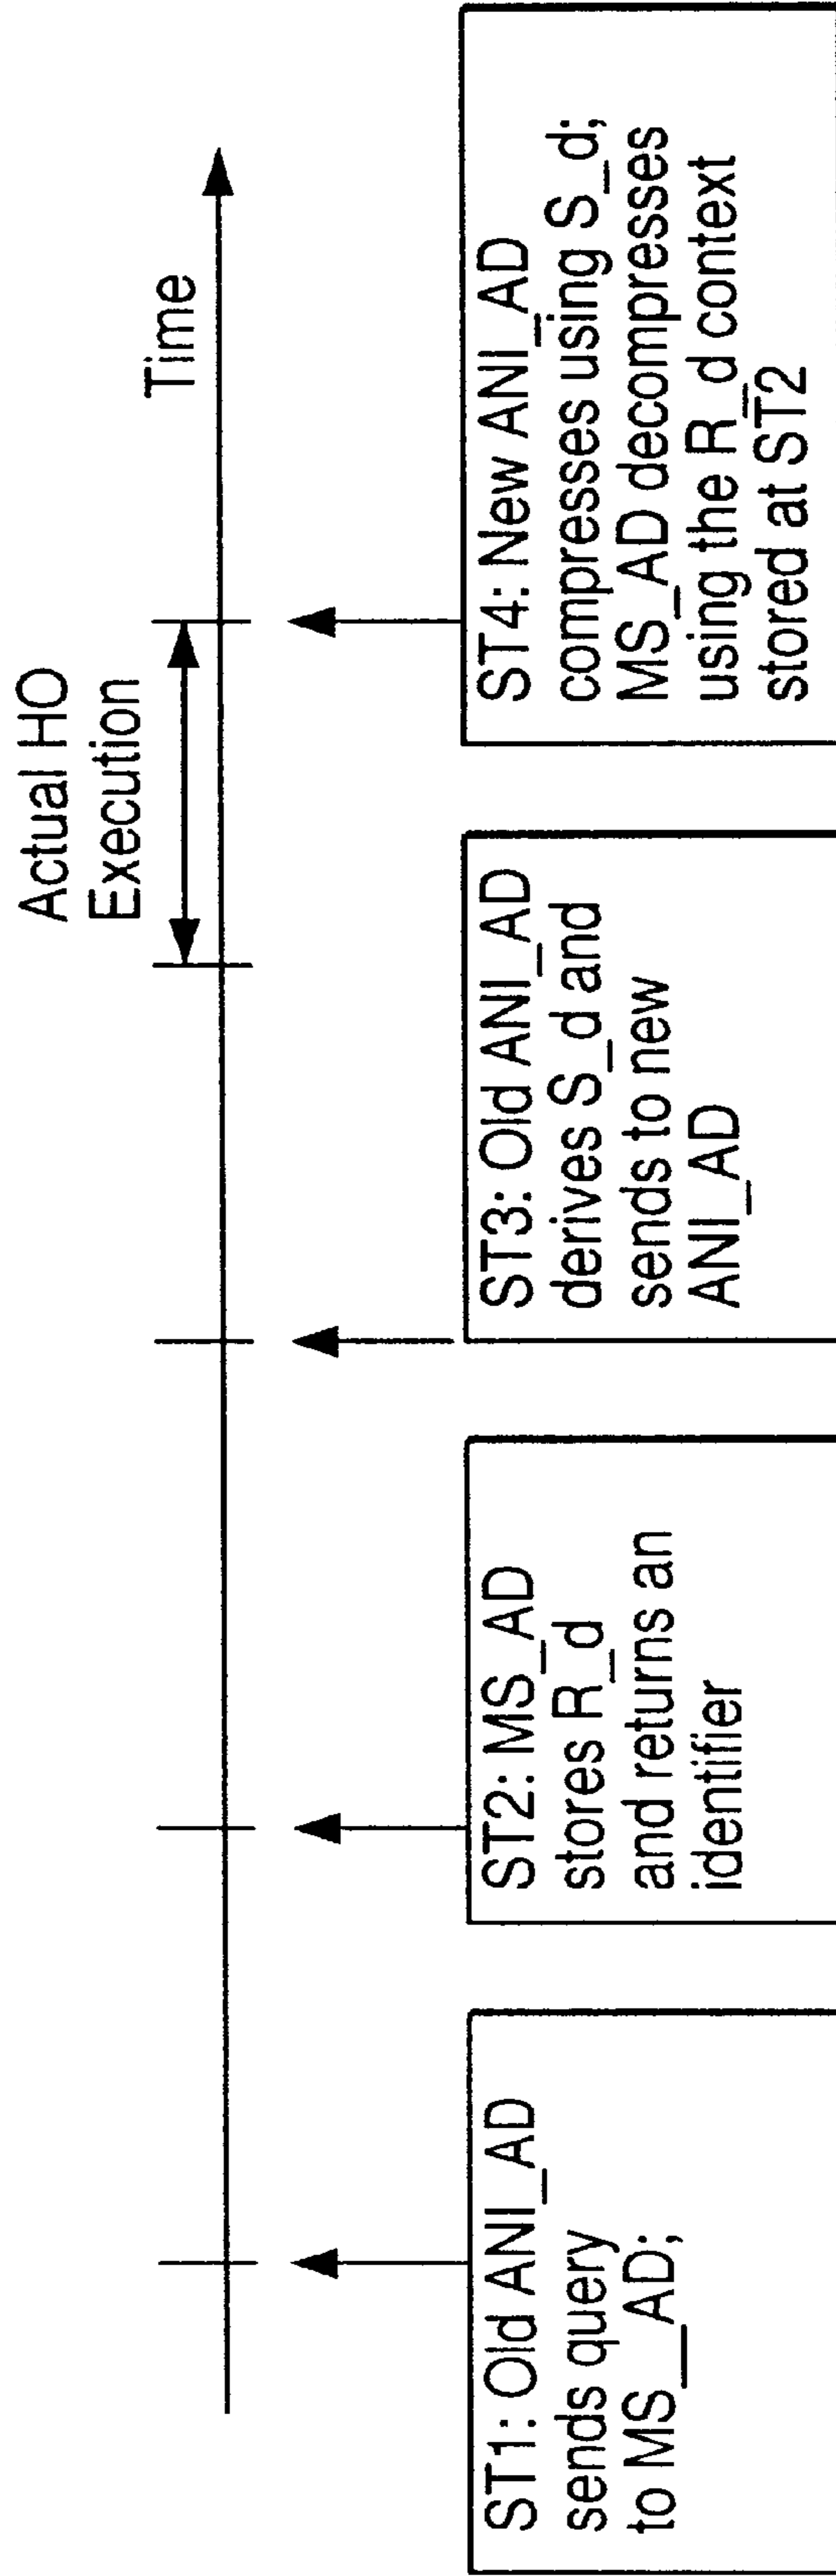 Actual HO
Execution
Time
ST1: Old ANI_AD
sends query
to MS_AD;
ST2: MS_AD
stores R_d
and returns an
identifier
ST3: Old ANI_AD
derives S_d and
sends to new
ANI_AD
ST4: New ANI_AD
compresses using S_d;
MS_AD decompresses
using the R_d context
stored at ST2